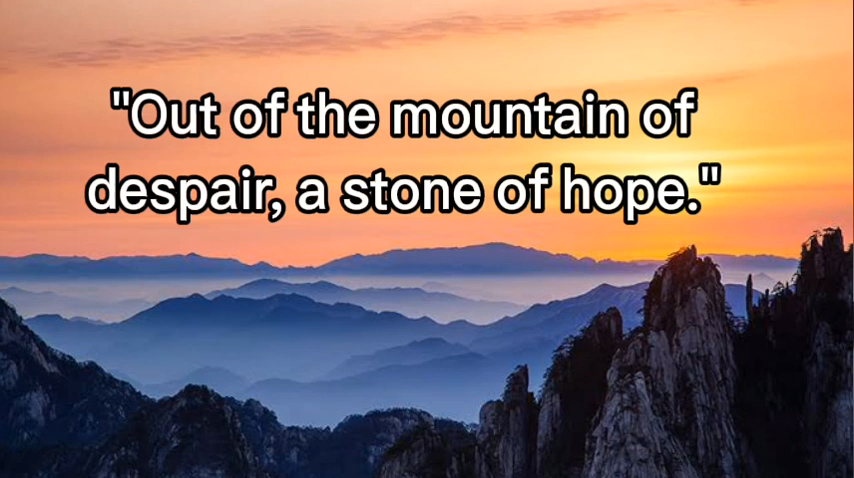 "Out of the mountain of
despair, a stone of hope."